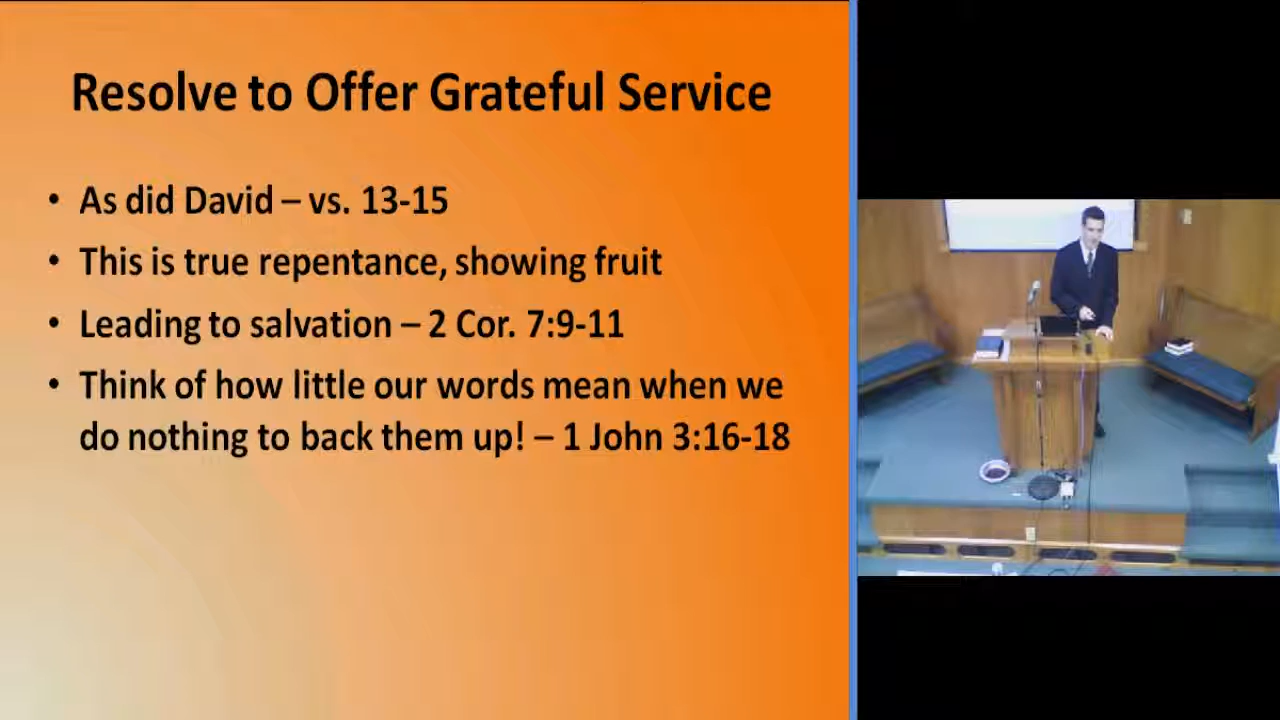 Resolve to Offer Grateful Service
• As did David – vs. 13-15
• This is true repentance, showing fruit
• Leading to salvation – 2 Cor. 7:9-11
• Think of how little our words mean when we
do nothing to back them up! – 1 John 3:16-18